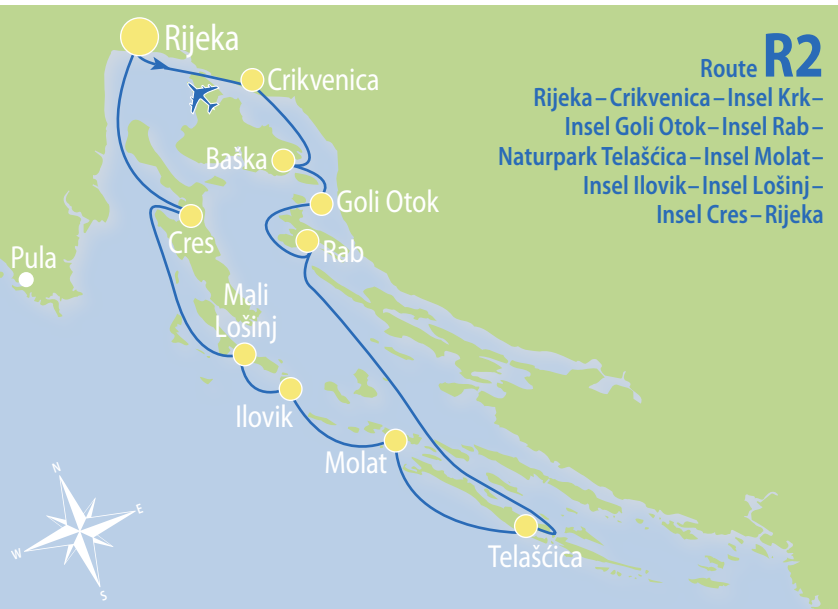 Rijeka
Crikvenica
Route R2
Rijeka – Crikvenica – Insel Krk –
Insel Goli Otok – Insel Rab –
Naturpark Telašćica – Insel Molat –
Insel Ilovik – Insel Lošinj –
Insel Cres – Rijeka
Baška
Goli Otok
Cres
Rab
Pula
Mali
Lošinj
Ilovik
Molat
Telašćica
N
E
W
S